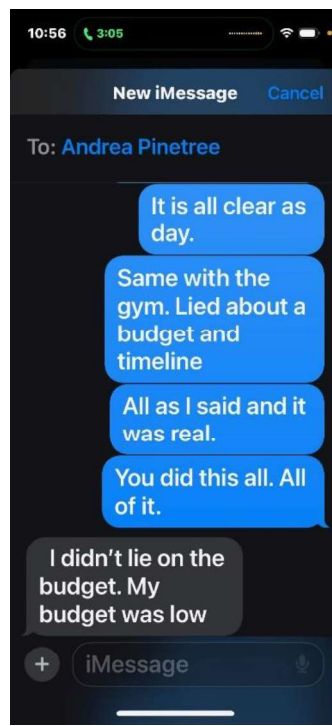 10:56 3:05
New iMessage Cancel
To: Andrea Pinetree
It is all clear as
day.
Same with the
gym. Lied about a
budget and
timeline
All as I said and it
was real.
You did this all. All
of it.
I didn’t lie on the
budget. My
budget was low
+ iMessage